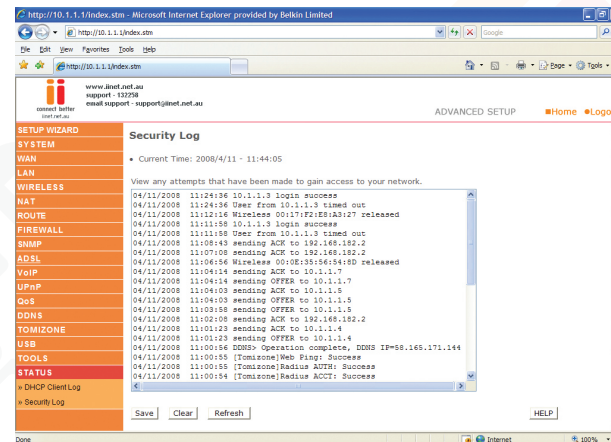 http://10.1.1.1/index.stm - Microsoft Internet Explorer provided by Belkin Limited
http://10.1.1.1/index.stm
Google
File Edit View Favorites Tools Help
http://10.1.1.1/index.stm
Page Tools
www.iinet.net.au
support - 132258
email support - support@iinet.net.au
connect better
iinet.net.au
ADVANCED SETUP Home Logo
SETUP WIZARD
SYSTEM
WAN
LAN
WIRELESS
NAT
ROUTE
FIREWALL
SNMP
ADSL
VoIP
UPnP
QoS
DDNS
TOMIZONE
USB
TOOLS
STATUS
» DHCP Client Log
» Security Log
Security Log
• Current Time: 2008/4/11 - 11:44:05
View any attempts that have been made to gain access to your network.
04/11/2008 11:24:36 10.1.1.3 login success
04/11/2008 11:24:36 User from 10.1.1.3 timed out
04/11/2008 11:12:16 Wireless 00:17:F2:E8:A3:27 released
04/11/2008 11:11:58 10.1.1.3 login success
04/11/2008 11:11:58 User from 10.1.1.3 timed out
04/11/2008 11:08:43 sending ACK to 192.168.182.2
04/11/2008 11:07:08 sending ACK to 192.168.182.2
04/11/2008 11:06:56 Wireless 00:0E:35:56:54:8D released
04/11/2008 11:04:14 sending ACK to 10.1.1.7
04/11/2008 11:04:14 sending OFFER to 10.1.1.7
04/11/2008 11:04:03 sending ACK to 10.1.1.5
04/11/2008 11:04:03 sending OFFER to 10.1.1.5
04/11/2008 11:03:58 sending OFFER to 10.1.1.5
04/11/2008 11:02:08 sending ACK to 192.168.182.2
04/11/2008 11:01:23 sending ACK to 10.1.1.4
04/11/2008 11:01:23 sending OFFER to 10.1.1.4
04/11/2008 11:00:56 DDNS> Operation complete, DDNS IP=58.165.171.144
04/11/2008 11:00:55 [Tomizone]Web Ping: Success
04/11/2008 11:00:55 [Tomizone]Radius AUTH: Success
04/11/2008 11:00:54 [Tomizone]Radius ACCT: Success
Save Clear Refresh HELP
Done Internet 100%